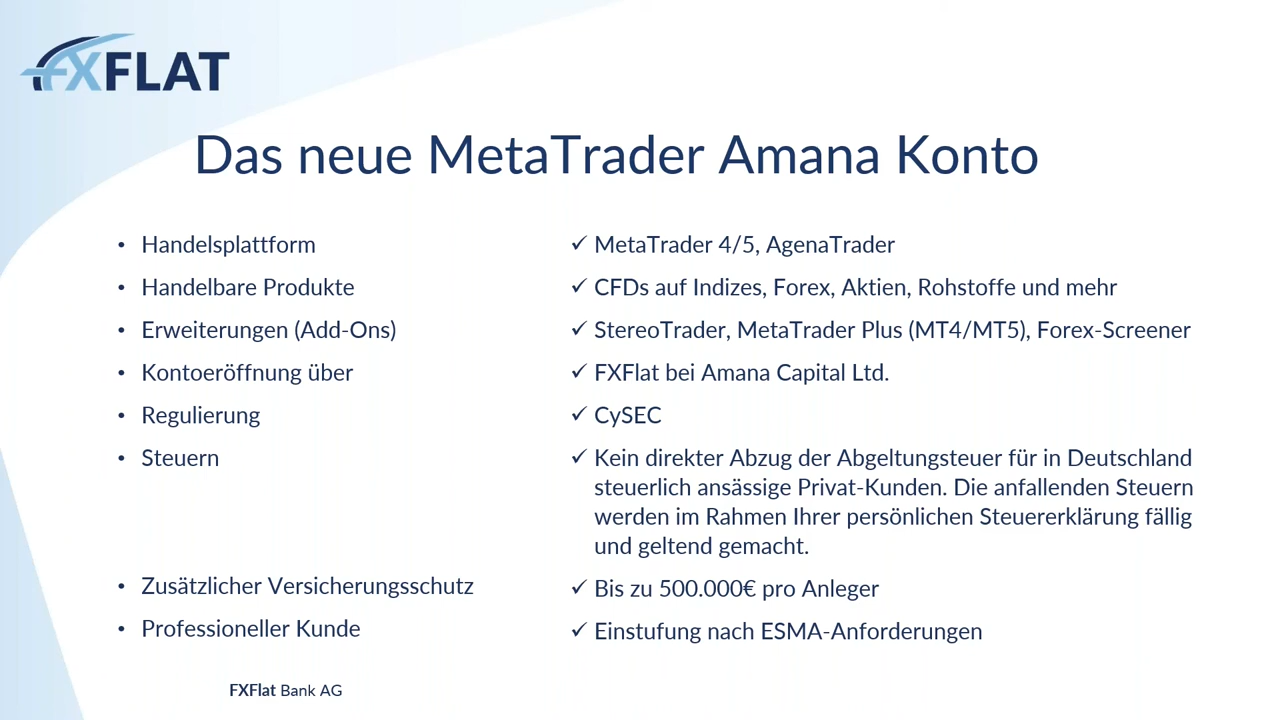 FXFLAT
Das neue MetaTrader Amana Konto
• Handelsplattform
✓ MetaTrader 4/5, AgenaTrader
• Handelbare Produkte
✓ CFDs auf Indizes, Forex, Aktien, Rohstoffe und mehr
• Erweiterungen (Add-Ons)
✓ StereoTrader, MetaTrader Plus (MT4/MT5), Forex-Screener
• Kontoeröffnung über
✓ FXFlat bei Amana Capital Ltd.
• Regulierung
✓ CySEC
• Steuern
✓ Kein direkter Abzug der Abgeltungsteuer für in Deutschland
steuerlich ansässige Privat-Kunden. Die anfallenden Steuern
werden im Rahmen Ihrer persönlichen Steuererklärung fällig
und geltend gemacht.
• Zusätzlicher Versicherungsschutz
✓ Bis zu 500.000€ pro Anleger
• Professioneller Kunde
✓ Einstufung nach ESMA-Anforderungen
FXFlat Bank AG